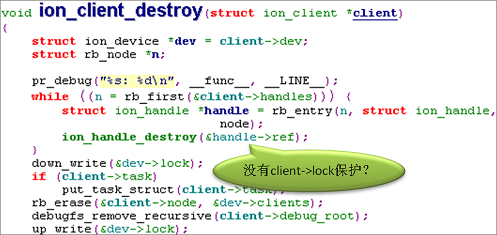 void ion_client_destroy(struct ion_client *client)
{
struct ion_device *dev = client->dev;
struct rb_node *n;
pr_debug("%s: %d\n", __func__, __LINE__);
while ((n = rb_first(&client->handles))) {
struct ion_handle *handle = rb_entry(n, struct ion_handle,
node);
ion_handle_destroy(&handle->ref);
}
没有client->lock保护?
down_write(&dev->lock);
if (client->task)
put_task_struct(client->task);
rb_erase(&client->node, &dev->clients);
debugfs_remove_recursive(client->debug_root);
up_write(&dev->lock);